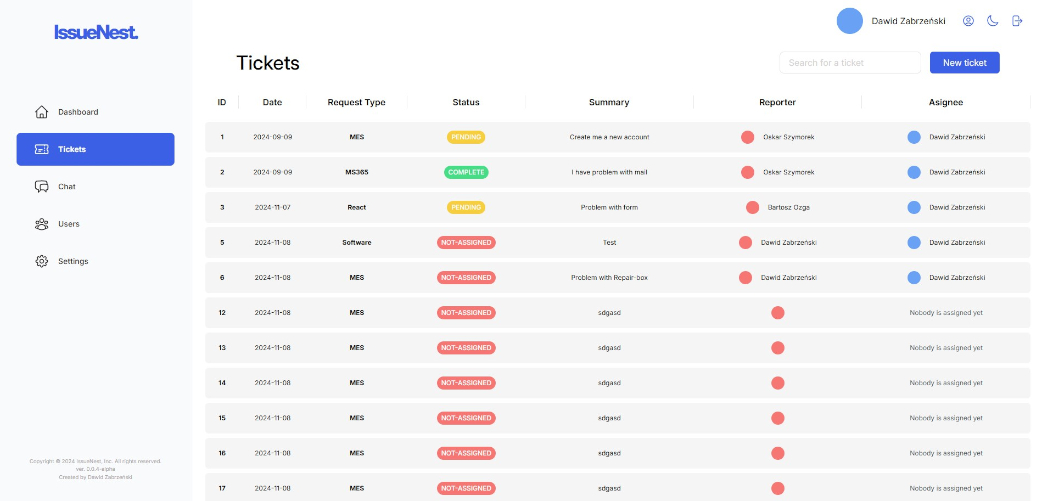 IssueNest.
Dashboard
Tickets
Chat
Users
Settings
Copyright © 2024 IssueNest, Inc. All rights reserved.
ver. 0.0.4-alpha
Created by Dawid Zabrzeński
Dawid Zabrzeński
Tickets
Search for a ticket
New ticket
ID Date Request Type Status Summary Reporter Asignee
1 2024-09-09 MES PENDING Create me a new account Oskar Szymorek Dawid Zabrzeński
2 2024-09-09 MS365 COMPLETE I have problem with mail Oskar Szymorek Dawid Zabrzeński
3 2024-11-07 React PENDING Problem with form Bartosz Ozga Dawid Zabrzeński
5 2024-11-08 Software NOT-ASSIGNED Test Dawid Zabrzeński Dawid Zabrzeński
6 2024-11-08 MES NOT-ASSIGNED Problem with Repair-box Dawid Zabrzeński Dawid Zabrzeński
12 2024-11-08 MES NOT-ASSIGNED sdgasd Nobody is assigned yet
13 2024-11-08 MES NOT-ASSIGNED sdgasd Nobody is assigned yet
14 2024-11-08 MES NOT-ASSIGNED sdgasd Nobody is assigned yet
15 2024-11-08 MES NOT-ASSIGNED sdgasd Nobody is assigned yet
16 2024-11-08 MES NOT-ASSIGNED sdgasd Nobody is assigned yet
17 2024-11-08 MES NOT-ASSIGNED sdgasd Nobody is assigned yet